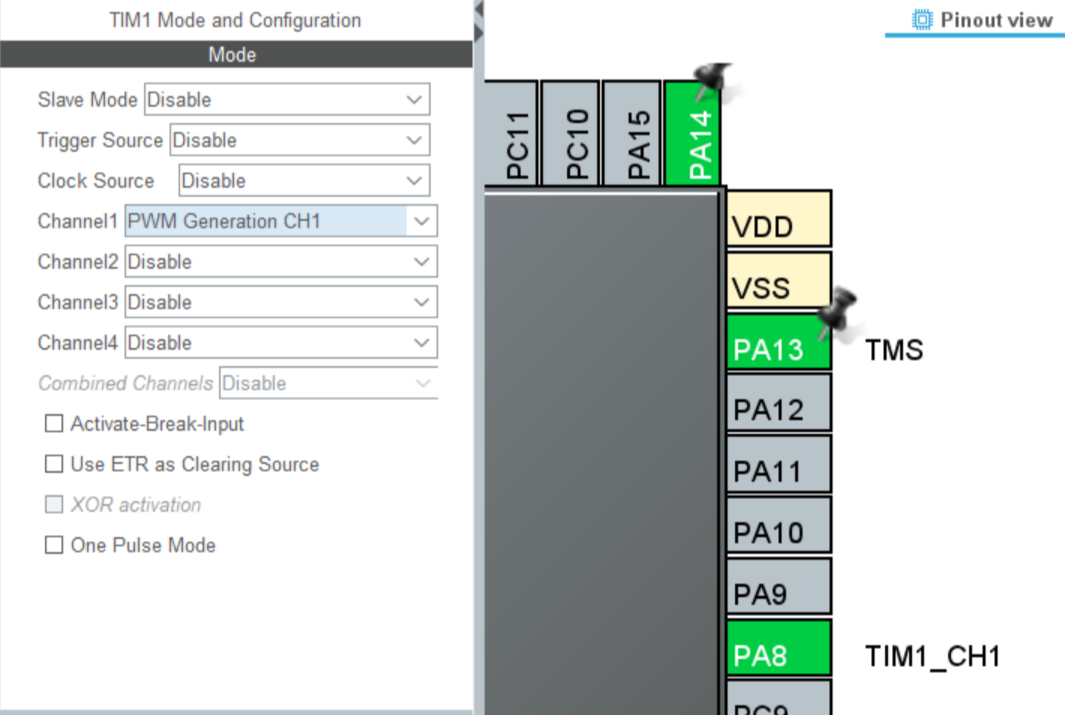 TIM1 Mode and Configuration
Mode
Slave Mode Disable
Trigger Source Disable
Clock Source Disable
Channel1 PWM Generation CH1
Channel2 Disable
Channel3 Disable
Channel4 Disable
Combined Channels Disable
Activate-Break-Input
Use ETR as Clearing Source
XOR activation
One Pulse Mode
Pinout view
PC11
PC10
PA15
PA14
VDD
VSS
PA13 TMS
PA12
PA11
PA10
PA9
PA8 TIM1_CH1
PC9